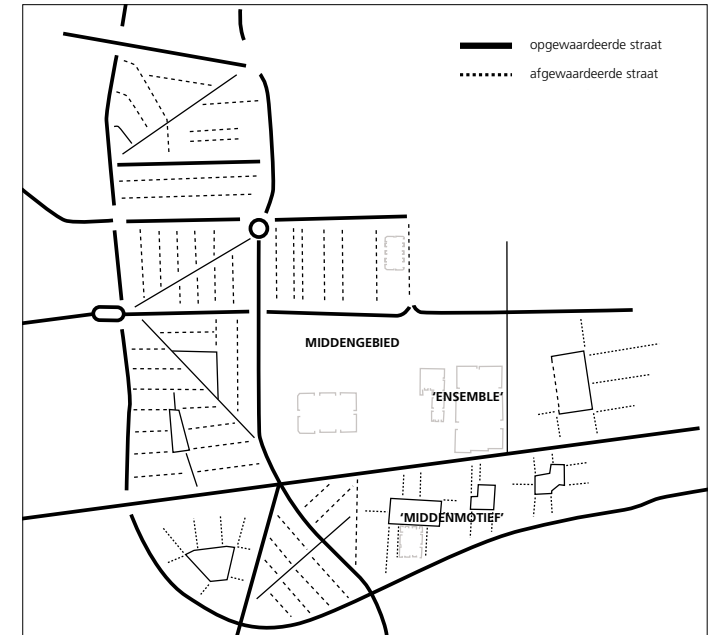 opgewaardeerde straat
afgewaardeerde straat
MIDDENGEBIED
'ENSEMBLE'
'MIDDENMOTIEF'